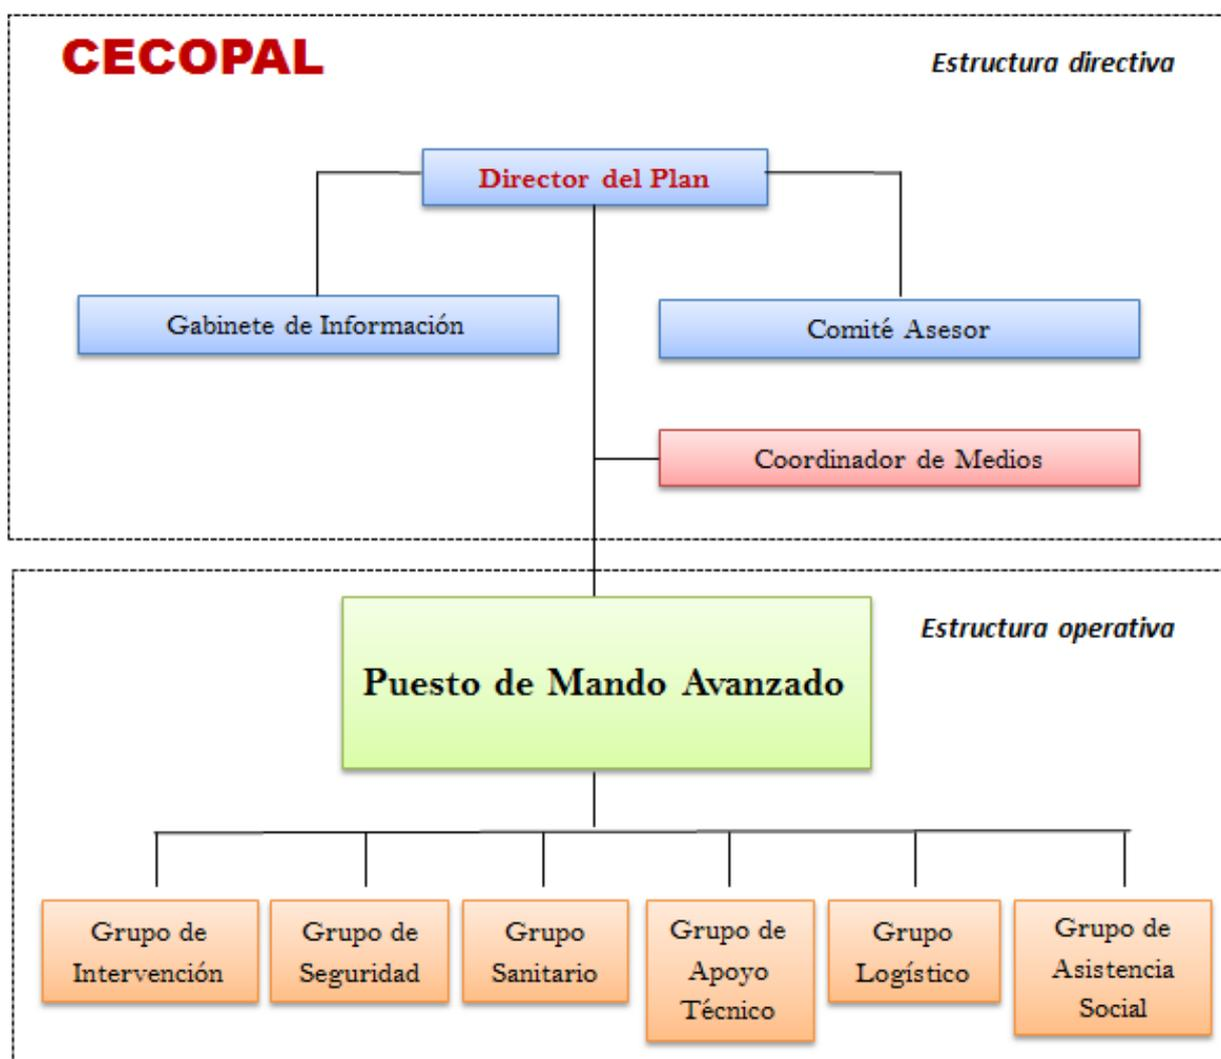 CECOPAL
Estructura directiva
Director del Plan
Gabinete de Información
Comité Asesor
Coordinador de Medios
Estructura operativa
Puesto de Mando Avanzado
Grupo de
Intervención
Grupo de
Seguridad
Grupo
Sanitario
Grupo de
Apoyo
Técnico
Grupo
Logístico
Grupo de
Asistencia
Social